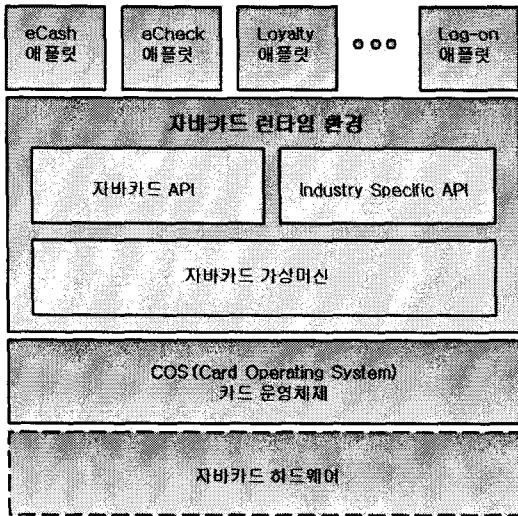 eCash
애플릿
eCheck
애플릿
Loyalty
애플릿
Log-on
애플릿
자바카드 런타임 환경
자바카드 API
Industry Specific API
자바카드 가상머신
COS(Card Operating System)
카드 운영체제
자바카드 하드웨어